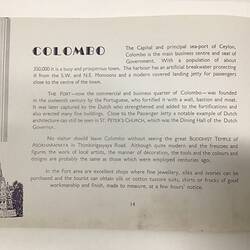 COLOMBO
The Capital and principal sea-port of Ceylon,
Colombo is the main business centre and seat of
Government. With a population of about
350,000 it is a busy and prosperous town. The harbour has an artificial breakwater protecting
it from the S.W. and N.E. Monsoons and a modern covered landing jetty for passengers
close to the centre of the town.
THE FORT—now the commercial and business quarter of Colombo—was founded
in the sixteenth century by the Portuguese, who fortified it with a wall, bastion and moat.
It was later captured by the Dutch who strengthened and added to the fortifications and
also erected many fine buildings. Close to the Passenger Jetty a notable example of Dutch
architecture can still be seen in ST. PETER'S CHURCH, which was the Dining Hall of the Dutch
Governor.
No visitor should leave Colombo without seeing the great BUDDHIST TEMPLE OF
ASOKHARAMAYA in Thimbirigasyaya Road. Although quite modern and the frescoes and
figures the work of local artists, the manner of decoration, the tools and the colours and
designs are probably the same as those which were employed centuries ago.
In the Fort area are excellent shops where fine jewellery, silks and ivories can be
purchased and the tourist can also obtain silk or cotton tussore suits, shirts or frocks of good
workmanship and finish, made to measure, at a few hours' notice.
14